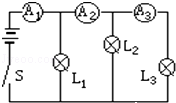 A₁ A₂ A₃
L₂
S L₁ L₃